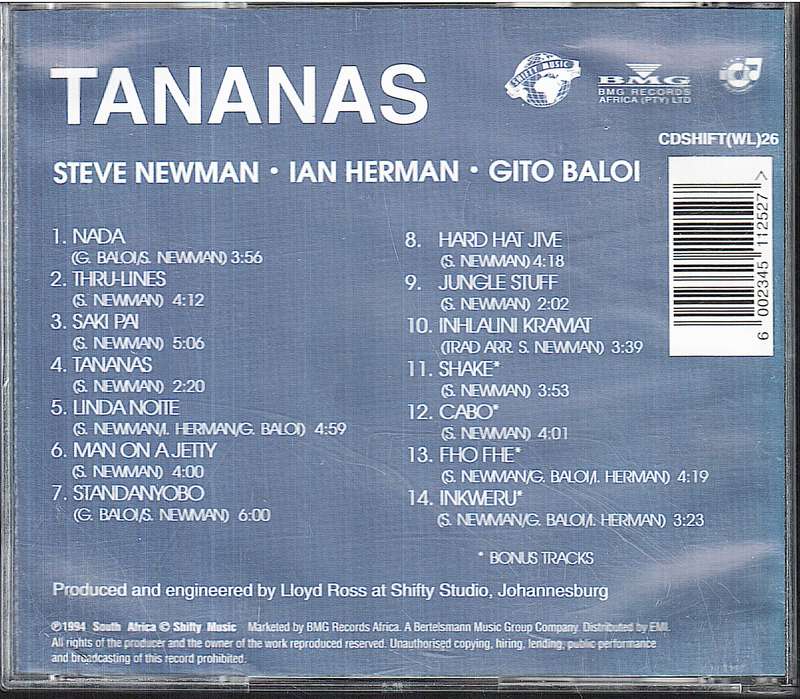 TANANAS
SHIFTY MUSIC
BMG
BMG RECORDS
AFRICA (PTY) LTD
CDSHIFT(WL)26
STEVE NEWMAN • IAN HERMAN • GITO BALOI
6 002345 112527 >
1. NADA
(G. BALOI/S. NEWMAN) 3:56
2. THRU-LINES
(S. NEWMAN) 4:12
3. SAKI PAI
(S. NEWMAN) 5:06
4. TANANAS
(S. NEWMAN) 2:20
5. LINDA NOITE
(S. NEWMAN/I. HERMAN/G. BALOI) 4:59
6. MAN ON A JETTY
(S. NEWMAN) 4:00
7. STANDANYOBO
(G. BALOI/S. NEWMAN) 6:00
8. HARD HAT JIVE
(S. NEWMAN) 4:18
9. JUNGLE STUFF
(S. NEWMAN) 2:02
10. INHLALINI KRAMAT
(TRAD ARR. S. NEWMAN) 3:39
11. SHAKE*
(S. NEWMAN) 3:53
12. CABO*
(S. NEWMAN) 4:01
13. FHO FHE*
(S. NEWMAN/G. BALOI/I. HERMAN) 4:19
14. INKWERU*
(S. NEWMAN/G. BALOI/I. HERMAN) 3:23
* BONUS TRACKS
Produced and engineered by Lloyd Ross at Shifty Studio, Johannesburg
℗1994 South Africa © Shifty Music Marketed by BMG Records Africa. A Bertelsmann Music Group Company. Distributed by EMI.
All rights of the producer and the owner of the work reproduced reserved. Unauthorised copying, hiring, lending, public performance
and broadcasting of this record prohibited.